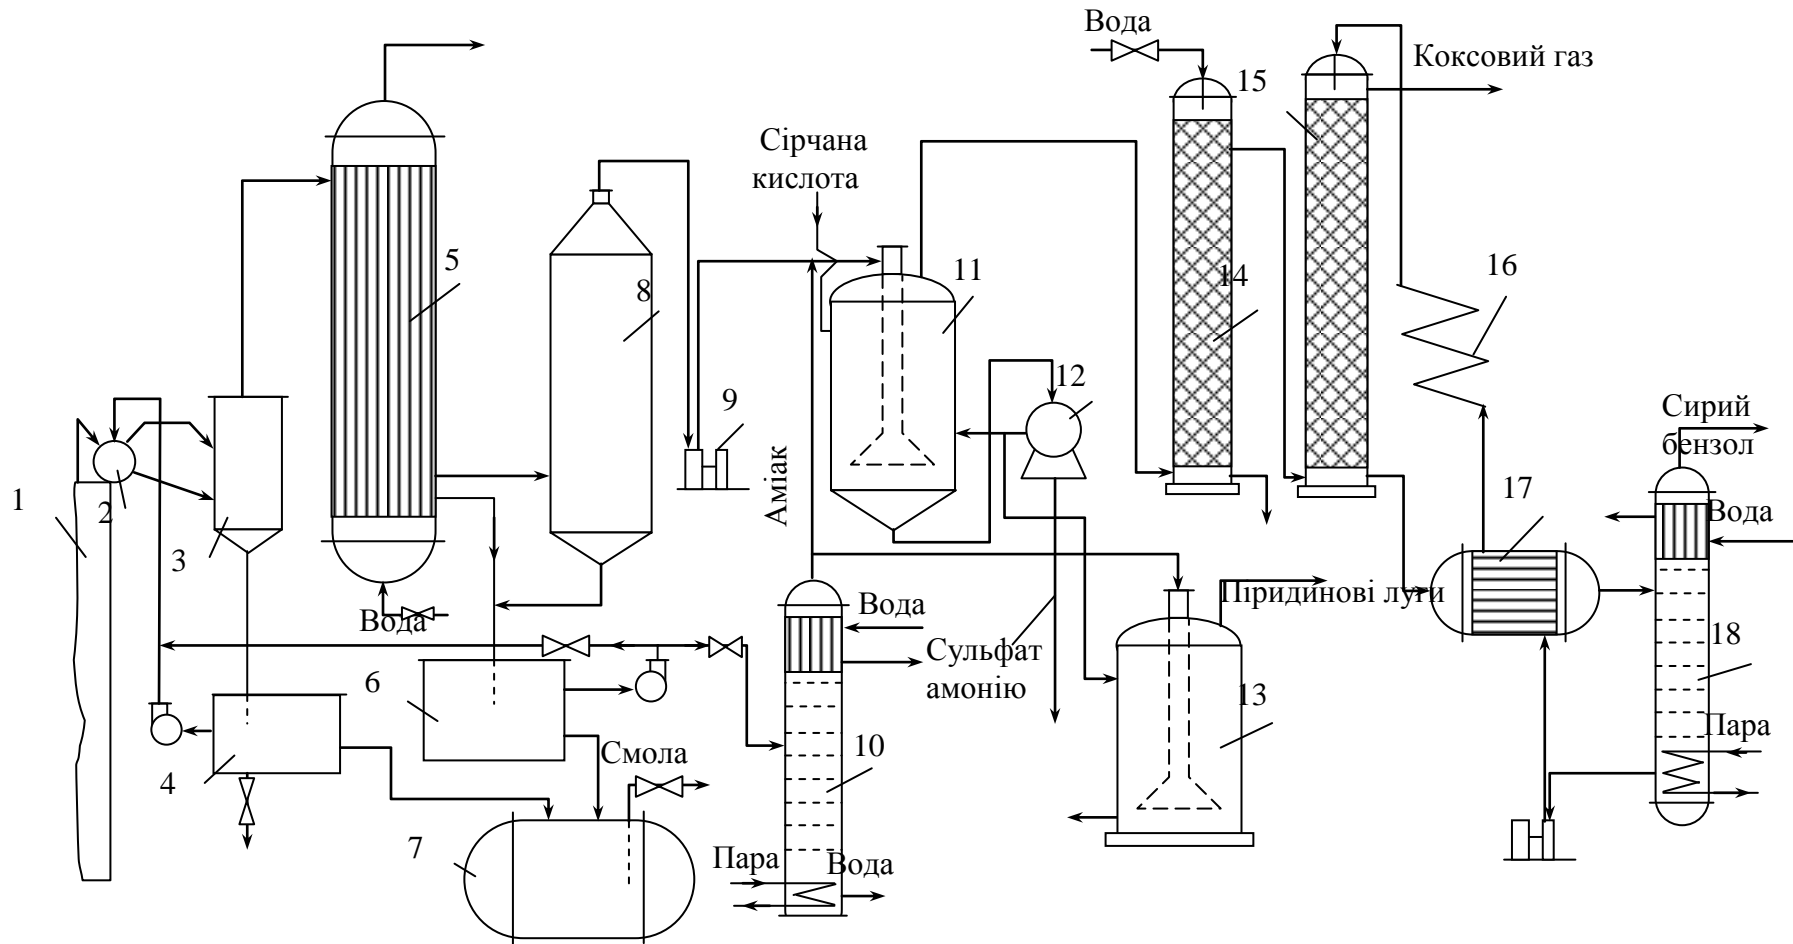 Вода
15
Коксовий газ
Сірчана
кислота
5
8
11
14
16
12
9
Сирий
бензол
1
2
3
Аміак
17
Вода
Вода
Вода
Піридинові луги
6
Сульфат
амонію
18
13
4
Смола
10
Пара
7
Пара
Вода